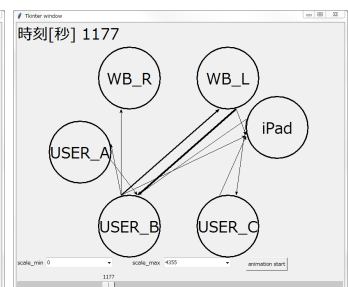 Tkinter window
時刻[秒] 1177
WB_R
WB_L
iPad
USER_A
USER_B
USER_C
scale_min 0
scale_max 4355
animation start
1177